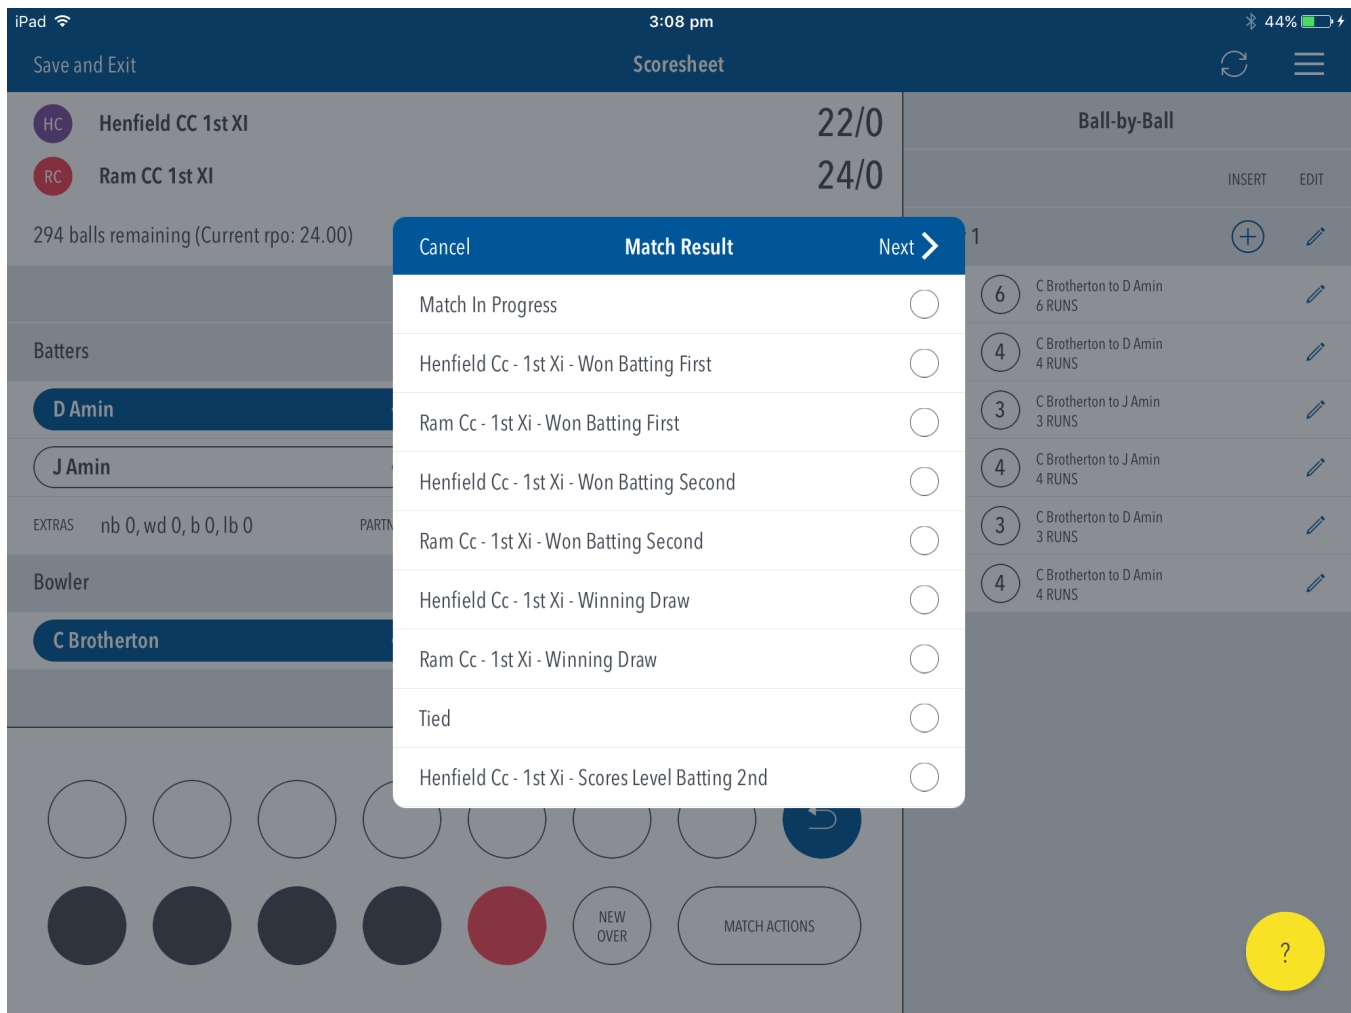 iPad
3:08 pm
44%
Save and Exit
Scoresheet
HC Henfield CC 1st XI 22/0
RC Ram CC 1st XI 24/0
294 balls remaining (Current rpo: 24.00)
Batters
D Amin
J Amin
EXTRAS nb 0, wd 0, b 0, lb 0
Bowler
C Brotherton
Cancel Match Result Next
Match In Progress
Henfield Cc - 1st Xi - Won Batting First
Ram Cc - 1st Xi - Won Batting First
Henfield Cc - 1st Xi - Won Batting Second
Ram Cc - 1st Xi - Won Batting Second
Henfield Cc - 1st Xi - Winning Draw
Ram Cc - 1st Xi - Winning Draw
Tied
Henfield Cc - 1st Xi - Scores Level Batting 2nd
NEW
OVER
MATCH ACTIONS
Ball-by-Ball
INSERT EDIT
1
6 C Brotherton to D Amin
6 RUNS
4 C Brotherton to D Amin
4 RUNS
3 C Brotherton to J Amin
3 RUNS
4 C Brotherton to J Amin
4 RUNS
3 C Brotherton to D Amin
3 RUNS
4 C Brotherton to D Amin
4 RUNS
?